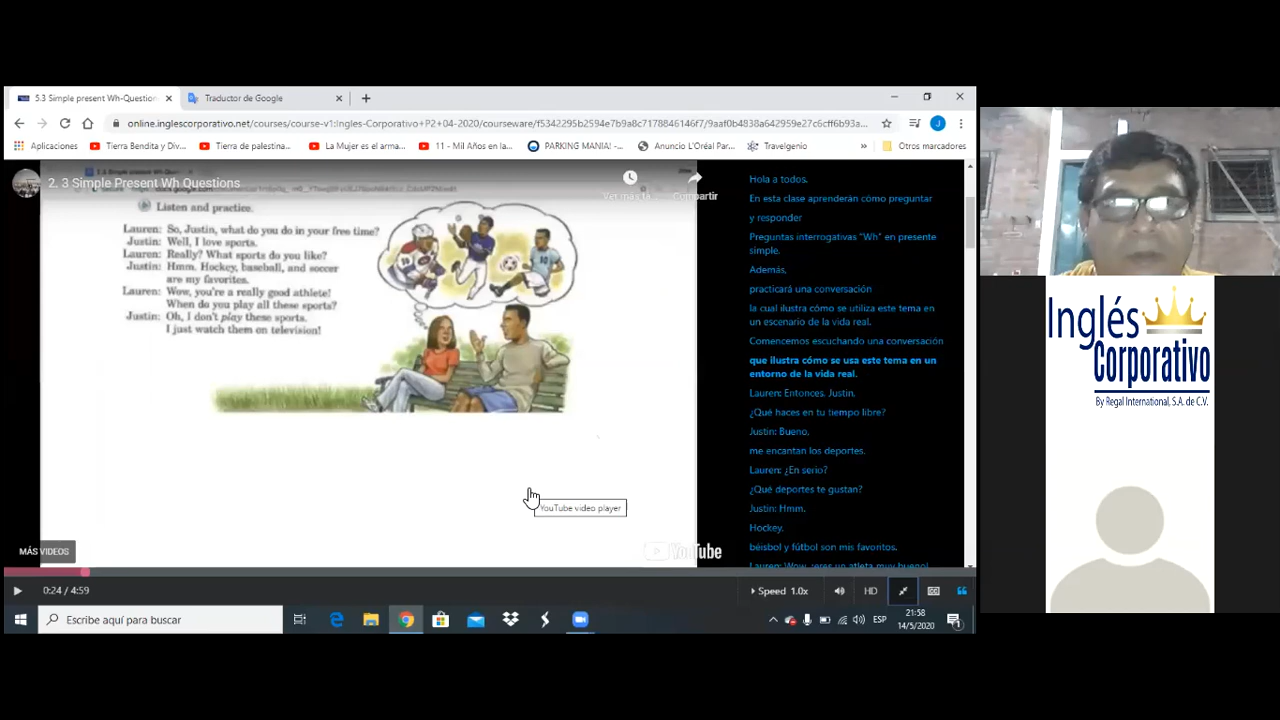 5.3 Simple present Wh-Question
Traductor de Google
online.inglescorporativo.net/courses/course-v1:Ingles-Corporativo+P2+04-2020/courseware/f5342295b2594e7b9a8c7178846146f7/9aaf0b4838a642959e27c6cff6b93a...
Aplicaciones
Tierra Bendita y Div...
Tierra de palestina...
La Mujer es el arma...
11 - Mil Años en la...
PARKING MANIA! -...
Anuncio L'Oréal Par...
Travelgenio
»
Otros marcadores
2. 3 Simple Present Wh Questions
Compartir
Listen and practice.
Lauren: So, Justin, what do you do in your free time?
Justin: Well, I love sports.
Lauren: Really? What sports do you like?
Justin: Hmm. Hockey, baseball, and soccer
are my favorites.
Lauren: Wow, you're a really good athlete!
When do you play all these sports?
Justin: Oh, I don't play these sports.
I just watch them on television!
YouTube video player
MÁS VIDEOS
YouTube
0:24 / 4:59
Speed 1.0x
HD
Hola a todos.
En esta clase aprenderán cómo preguntar
y responder
Preguntas interrogativas "Wh" en presente
simple.
Además,
practicará una conversación
la cual ilustra cómo se utiliza este tema en
un escenario de la vida real.
Comencemos escuchando una conversación
que ilustra cómo se usa este tema en un
entorno de la vida real.
Lauren: Entonces, Justin,
¿Qué haces en tu tiempo libre?
Justin: Bueno,
me encantan los deportes.
Lauren: ¿En serio?
¿Qué deportes te gustan?
Justin: Hmm.
Hockey,
béisbol y fútbol son mis favoritos.
Lauren: Wow, ¡eres un atleta muy bueno!
Escribe aquí para buscar
ESP
21:58
14/5/2020
Inglés
Corporativo
By Regal International, S.A. de C.V.